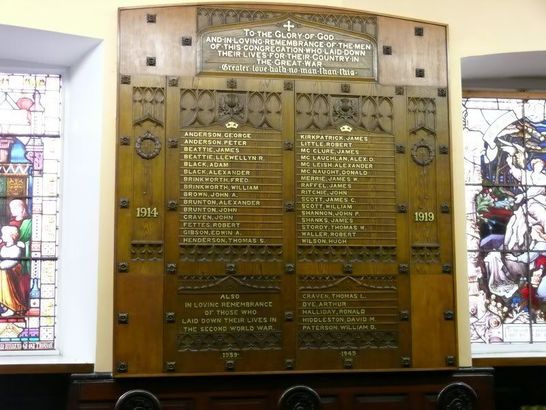 TO THE GLORY OF GOD
AND IN LOVING REMEMBRANCE OF THE MEN
OF THIS CONGREGATION WHO LAID DOWN
THEIR LIVES FOR THEIR COUNTRY IN
THE GREAT WAR
Greater love hath no man than this
ANDERSON, GEORGE
ANDERSON, PETER
BEATTIE, JAMES
BEATTIE, LLEWELLYN R.
BLACK, ADAM
BLACK, ALEXANDER
BRINKWORTH, FRED.
BRINKWORTH, WILLIAM
BROWN, JOHN A.
BRUNTON, ALEXANDER
BRUNTON, JOHN
CRAVEN, JOHN
FETTES, ROBERT
GIBSON, EDWIN A.
HENDERSON, THOMAS S.
KIRKPATRICK, JAMES
LITTLE, ROBERT
MC CLURE, JAMES
MC LAUGHLAN, ALEX. D.
MC LEISH, ALEXANDER
MC NAUGHT, DONALD
MERRIE, JAMES W.
RAFFEL, JAMES
RITCHIE, JOHN
SCOTT, JAMES C.
SCOTT, WILLIAM
SHANNON, JOHN P.
SHANKS, JAMES
STORDY, THOMAS W.
WALLER, ROBERT
WILSON, HUGH
1914
1919
ALSO
IN LOVING REMEMBRANCE
OF THOSE WHO
LAID DOWN THEIR LIVES IN
THE SECOND WORLD WAR.
CRAVEN, THOMAS L.
DYE, ARTHUR
HALLIDAY, RONALD
HIDDLESTON, DAVID M.
PATERSON, WILLIAM D.
1939
1945